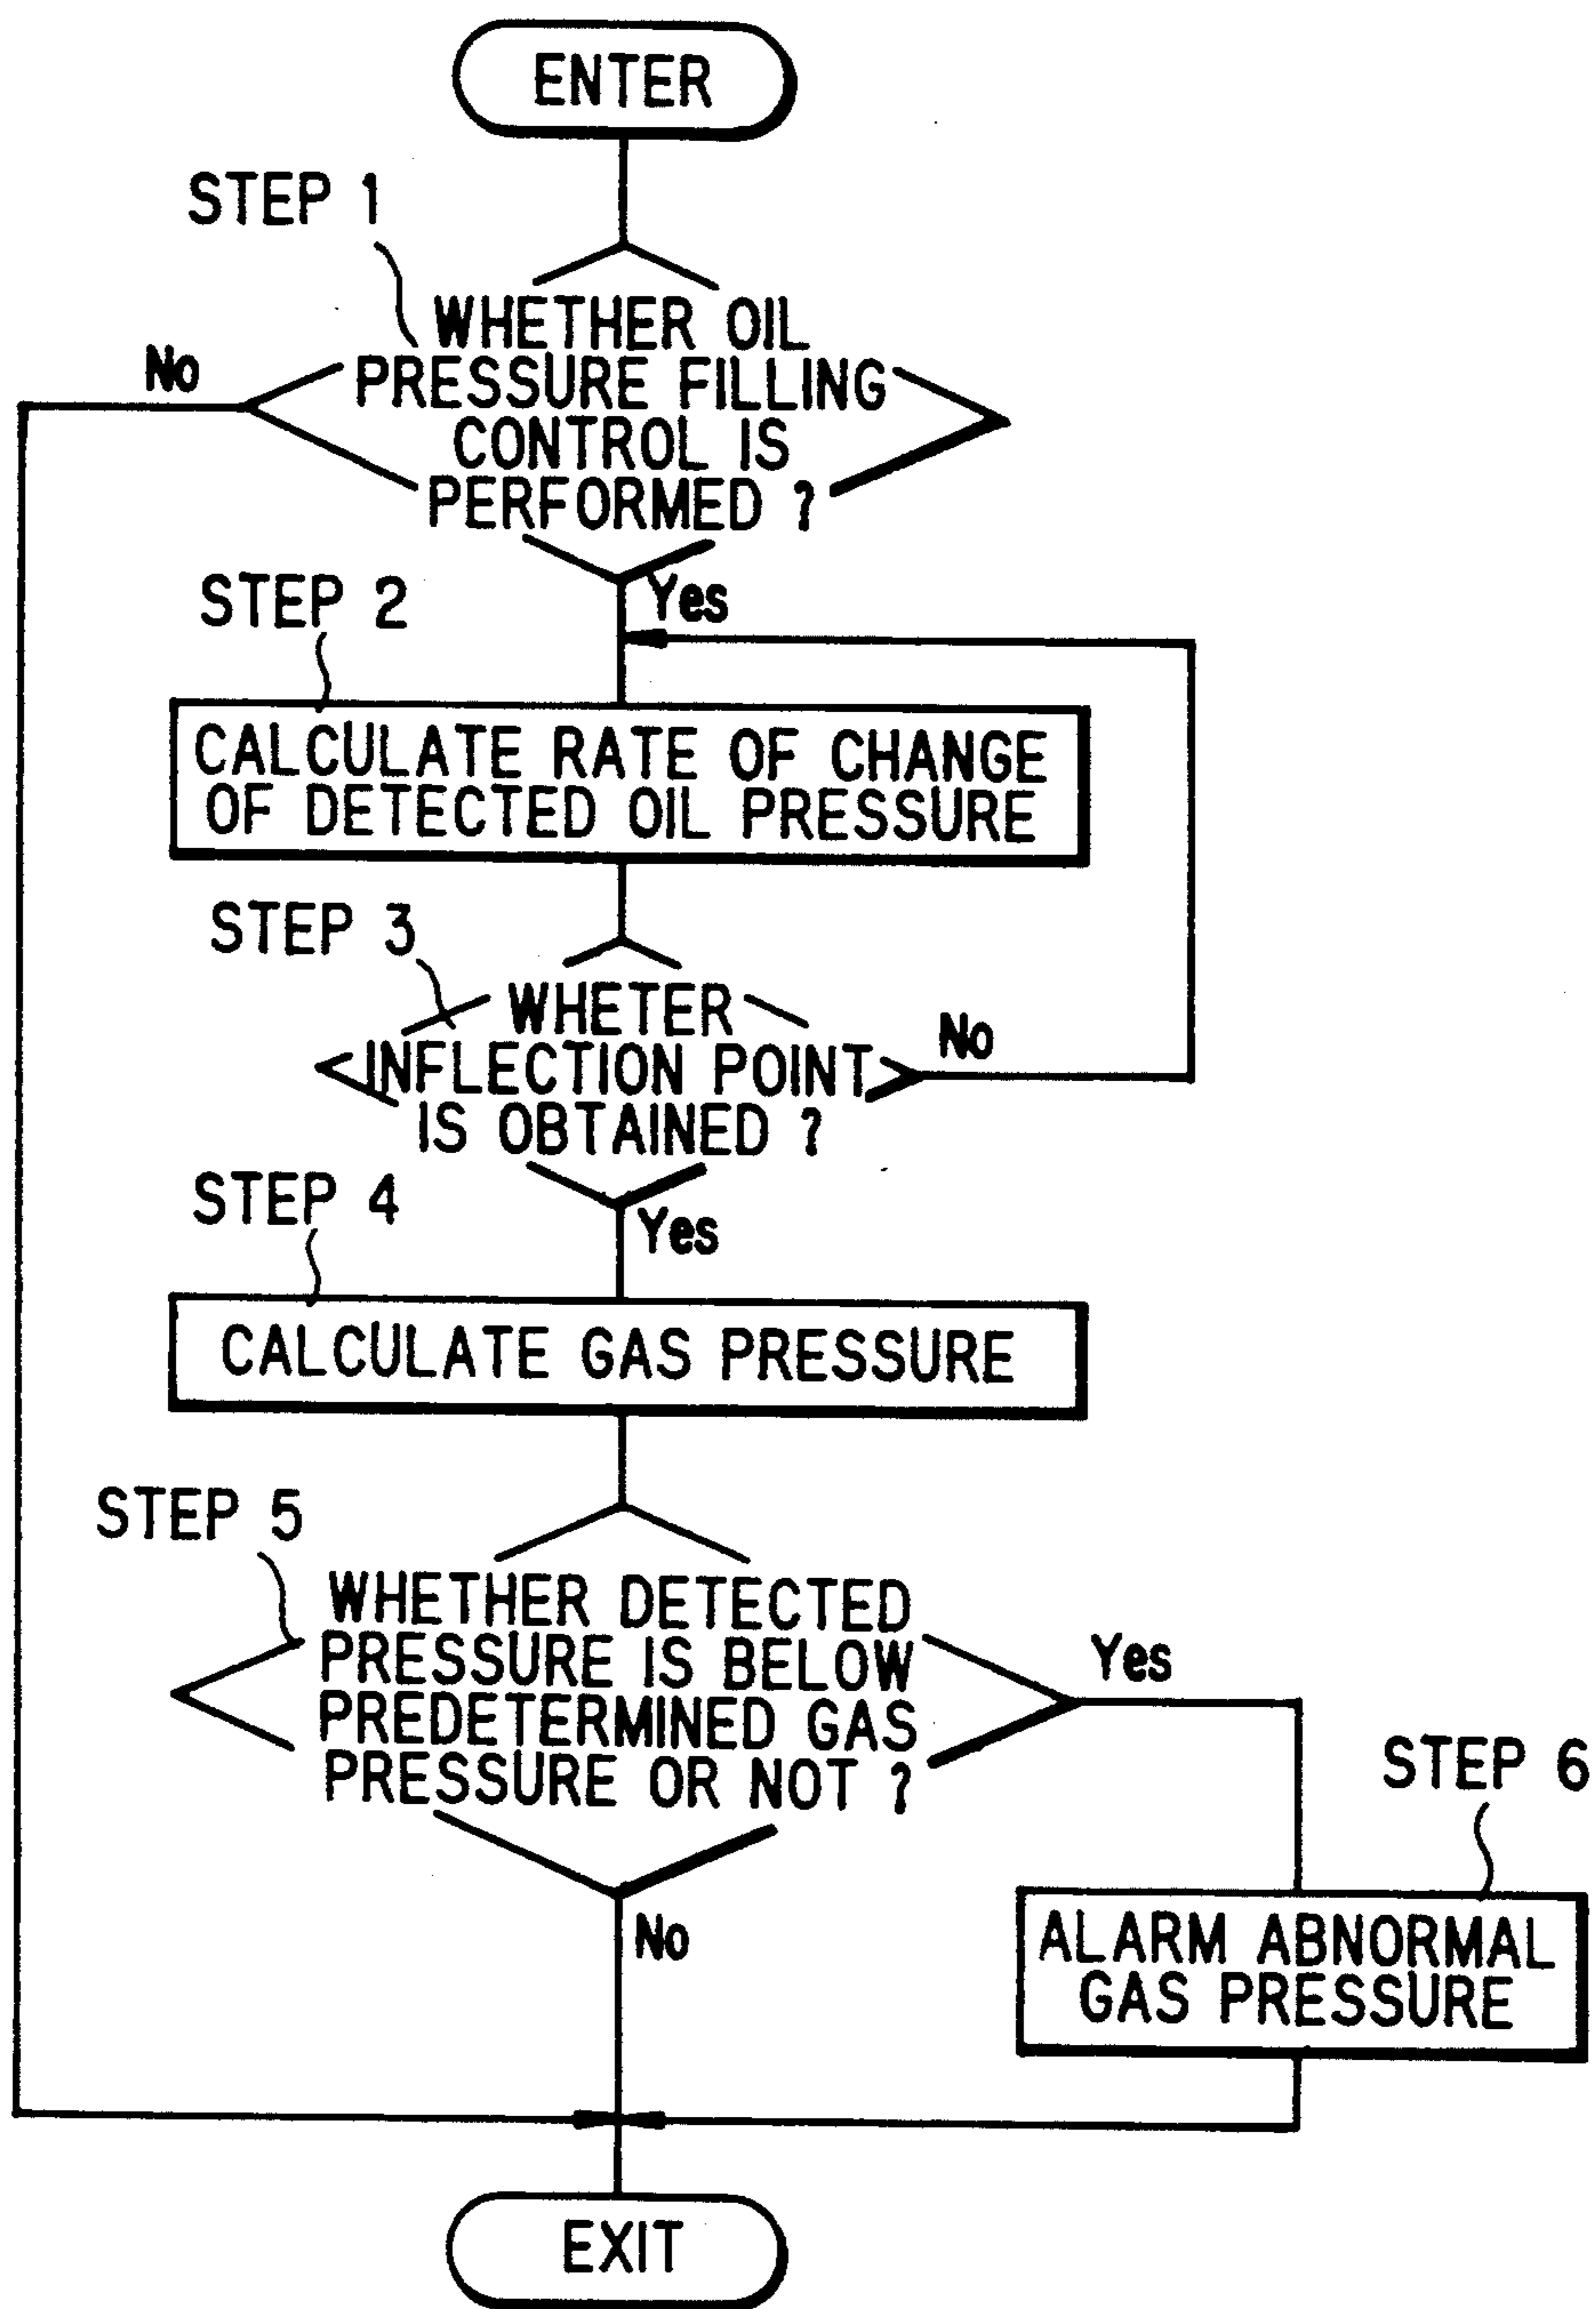 ENTER
STEP 1
WHETHER OIL
PRESSURE FILLING
CONTROL IS
PERFORMED ?
No
Yes
STEP 2
CALCULATE RATE OF CHANGE
OF DETECTED OIL PRESSURE
STEP 3
WHETER
INFLECTION POINT
IS OBTAINED ?
No
Yes
STEP 4
CALCULATE GAS PRESSURE
STEP 5
WHETHER DETECTED
PRESSURE IS BELOW
PREDETERMINED GAS
PRESSURE OR NOT ?
Yes
STEP 6
No
ALARM ABNORMAL
GAS PRESSURE
EXIT